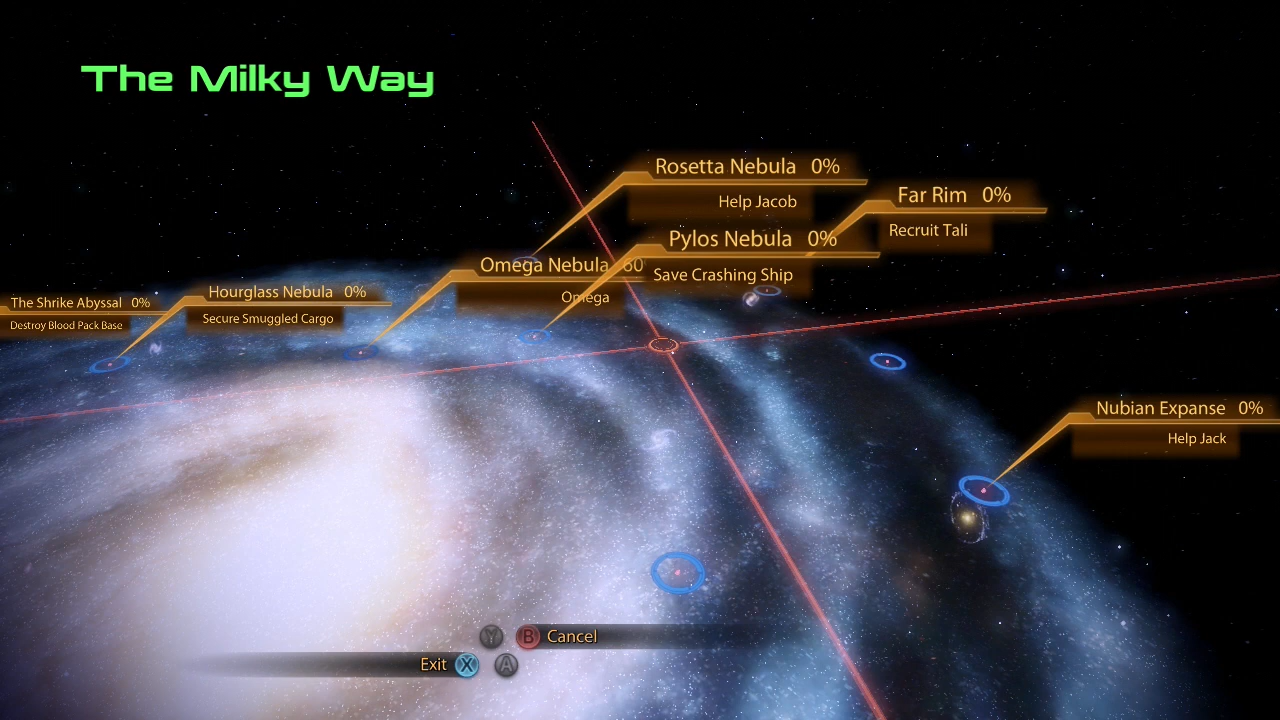 The Milky Way
Rosetta Nebula 0%
Help Jacob
Far Rim 0%
Recruit Tali
Pylos Nebula 0%
Save Crashing Ship
Omega Nebula 60
Omega
Hourglass Nebula 0%
Secure Smuggled Cargo
The Shrike Abyssal 0%
Destroy Blood Pack Base
Nubian Expanse 0%
Help Jack
Y B Cancel
Exit X A